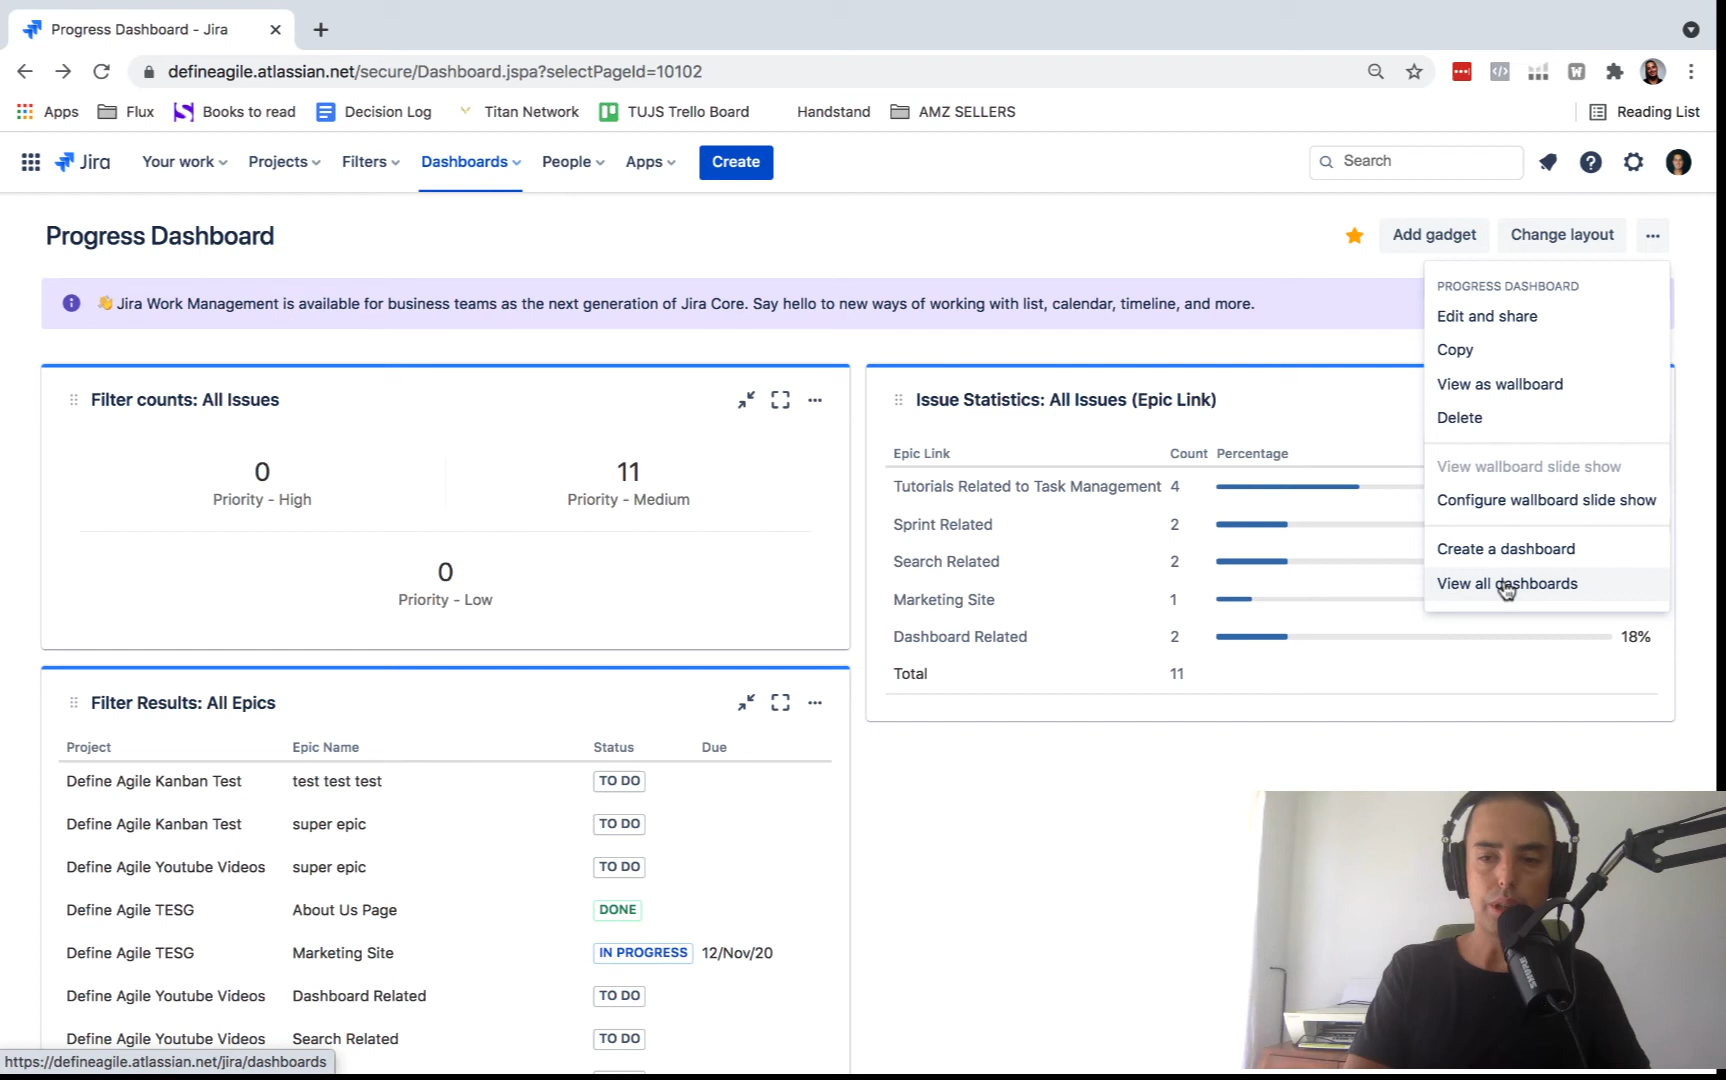 Progress Dashboard - Jira
defineagile.atlassian.net/secure/Dashboard.jspa?selectPageId=10102
Apps Flux Books to read Decision Log Titan Network TUJS Trello Board Handstand AMZ SELLERS Reading List
Jira Your work Projects Filters Dashboards People Apps Create Search
Progress Dashboard Add gadget Change layout
👋 Jira Work Management is available for business teams as the next generation of Jira Core. Say hello to new ways of working with list, calendar, timeline, and more.
PROGRESS DASHBOARD
Edit and share
Copy
View as wallboard
Delete
View wallboard slide show
Configure wallboard slide show
Create a dashboard
View all dashboards
Filter counts: All Issues
0
Priority - High
11
Priority - Medium
0
Priority - Low
Issue Statistics: All Issues (Epic Link)
Epic Link Count Percentage
Tutorials Related to Task Management 4
Sprint Related 2
Search Related 2
Marketing Site 1
Dashboard Related 2 18%
Total 11
Filter Results: All Epics
Project Epic Name Status Due
Define Agile Kanban Test test test test TO DO
Define Agile Kanban Test super epic TO DO
Define Agile Youtube Videos super epic TO DO
Define Agile TESG About Us Page DONE
Define Agile TESG Marketing Site IN PROGRESS 12/Nov/20
Define Agile Youtube Videos Dashboard Related TO DO
Define Agile Youtube Videos Search Related TO DO
https://defineagile.atlassian.net/jira/dashboards
SHURE